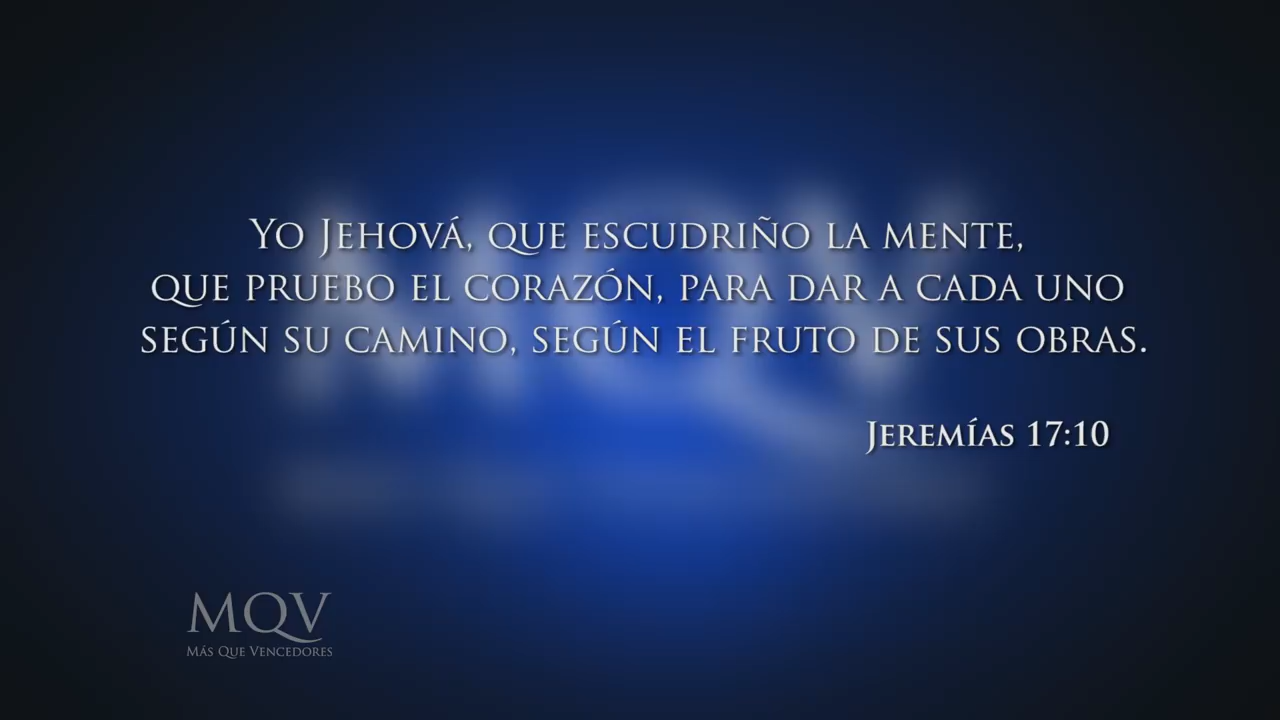 Yo Jehová, que escudriño la mente,
que pruebo el corazón, para dar a cada uno
según su camino, según el fruto de sus obras.
Jeremías 17:10
MQV
Más Que Vencedores